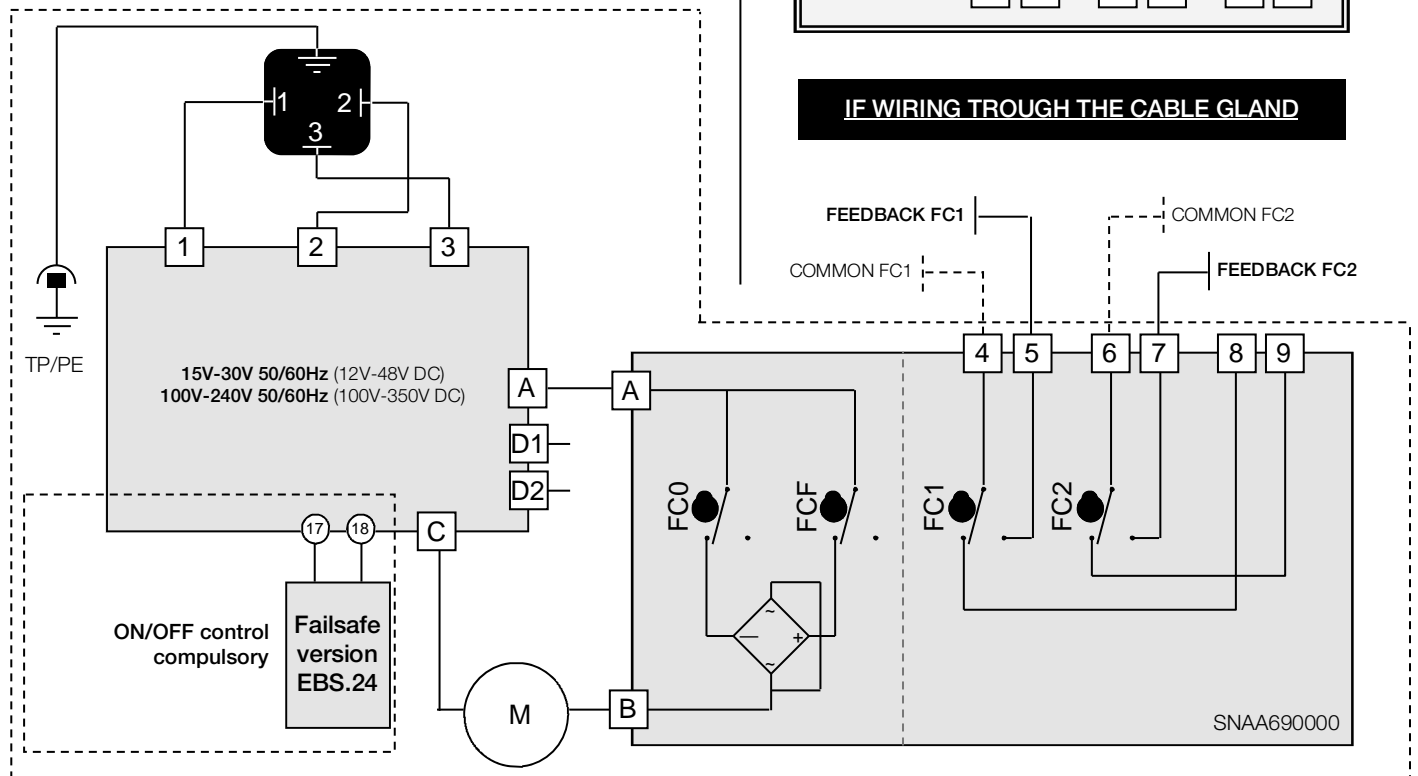 1
2
3
IF WIRING TROUGH THE CABLE GLAND
FEEDBACK FC1
COMMON FC2
COMMON FC1
FEEDBACK FC2
1
2
3
TP/PE
15V-30V 50/60Hz (12V-48V DC)
100V-240V 50/60Hz (100V-350V DC)
A
D1
D2
C
17
18
ON/OFF control
compulsory
Failsafe
version
EBS.24
M
A
B
4
5
6
7
8
9
FC0
FCF
FC1
FC2
~
—
+
~
SNAA690000